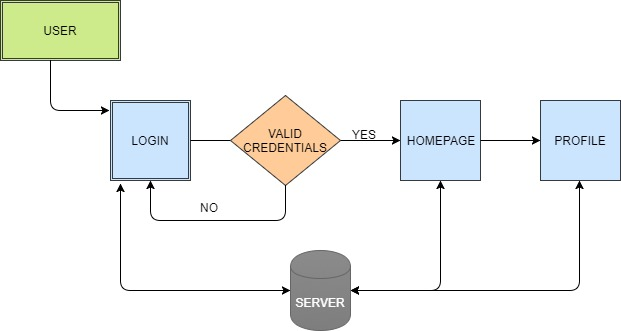 USER
LOGIN
VALID
CREDENTIALS
YES
HOMEPAGE
PROFILE
NO
SERVER